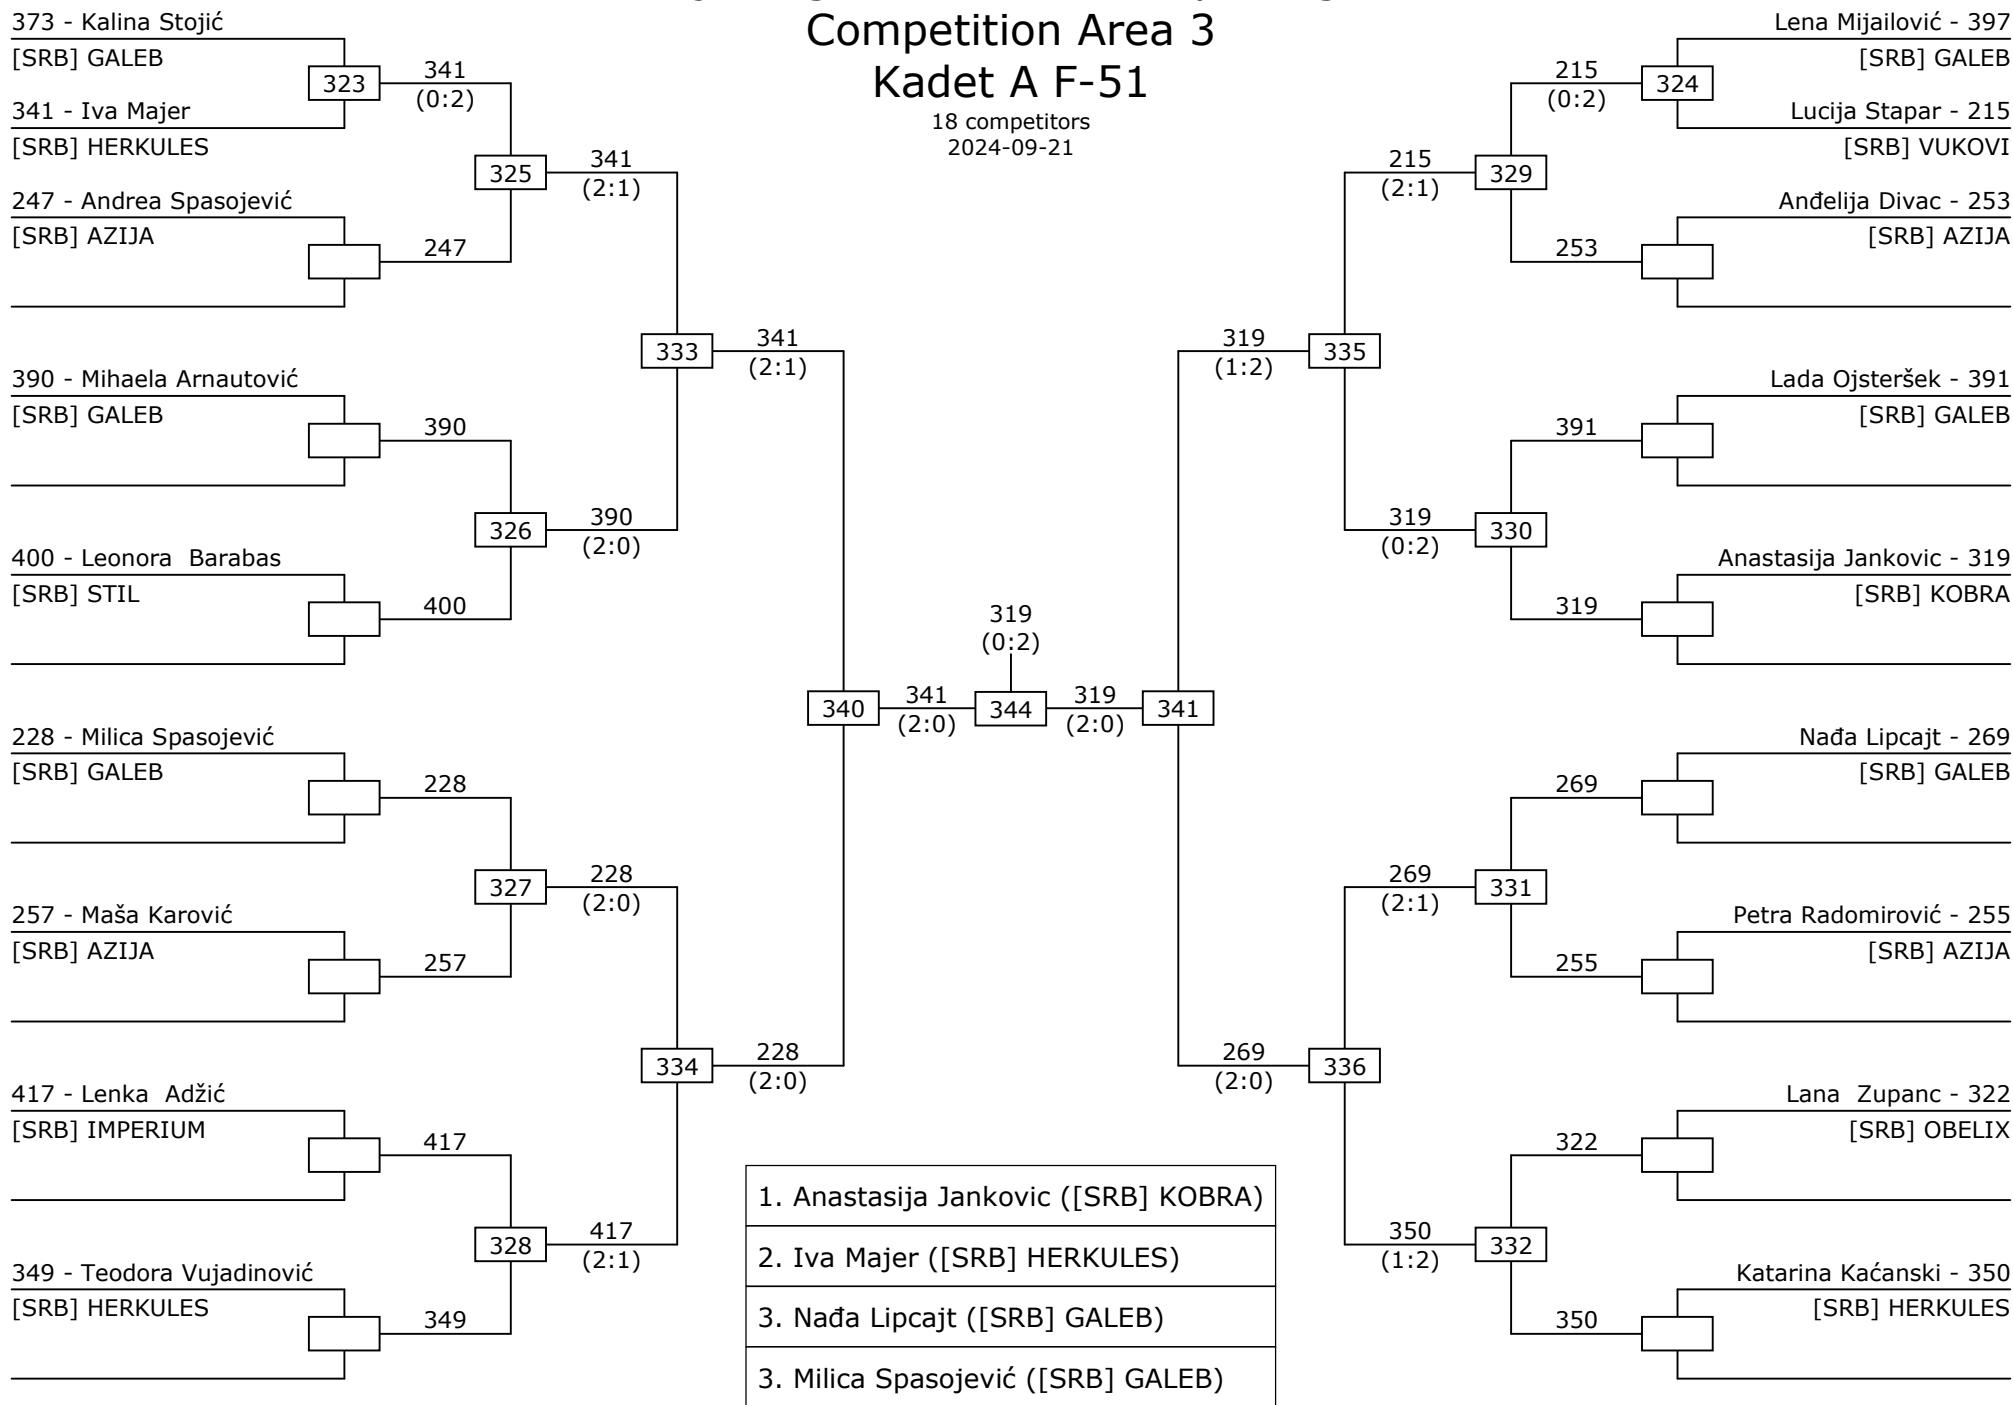 Competition Area 3
Kadet A F-51
18 competitors
2024-09-21
373 - Kalina Stojić
[SRB] GALEB
323
341
(0:2)
341 - Iva Majer
[SRB] HERKULES
325
341
(2:1)
247 - Andrea Spasojević
[SRB] AZIJA
247
333
341
(2:1)
390 - Mihaela Arnautović
[SRB] GALEB
390
326
390
(2:0)
400 - Leonora  Barabas
[SRB] STIL
400
228 - Milica Spasojević
[SRB] GALEB
228
327
228
(2:0)
257 - Maša Karović
[SRB] AZIJA
257
334
228
(2:0)
417 - Lenka  Adžić
[SRB] IMPERIUM
417
328
417
(2:1)
349 - Teodora Vujadinović
[SRB] HERKULES
349
340
341
(2:0)
319
(0:2)
344
319
(2:0)
341
Lena Mijailović - 397
[SRB] GALEB
215
(0:2)
324
Lucija Stapar - 215
[SRB] VUKOVI
215
(2:1)
329
Anđelija Divac - 253
[SRB] AZIJA
253
319
(1:2)
335
Lada Ojsteršek - 391
[SRB] GALEB
391
319
(0:2)
330
Anastasija Jankovic - 319
[SRB] KOBRA
319
Nađa Lipcajt - 269
[SRB] GALEB
269
269
(2:1)
331
Petra Radomirović - 255
[SRB] AZIJA
255
269
(2:0)
336
Lana  Zupanc - 322
[SRB] OBELIX
322
350
(1:2)
332
Katarina Kaćanski - 350
[SRB] HERKULES
350
1. Anastasija Jankovic ([SRB] KOBRA)
2. Iva Majer ([SRB] HERKULES)
3. Nađa Lipcajt ([SRB] GALEB)
3. Milica Spasojević ([SRB] GALEB)